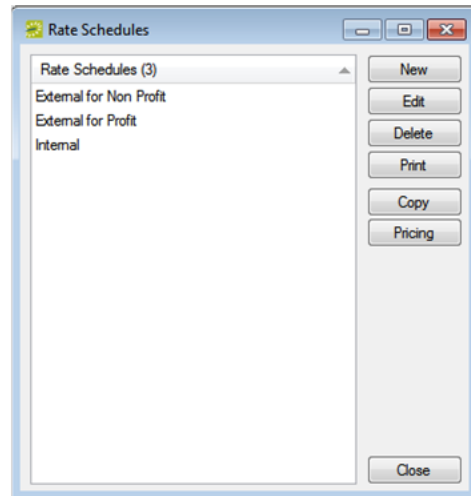 Rate Schedules
Rate Schedules (3)
External for Non Profit
External for Profit
Internal
New
Edit
Delete
Print
Copy
Pricing
Close